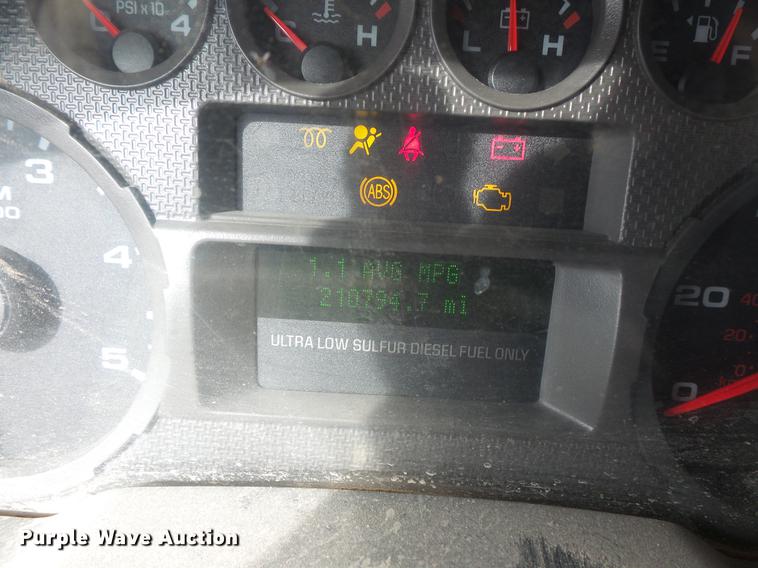 PSI x 10
4
C H
L H
E F
3
M
00
4
5
ABS
1.1 AVG MPG
210794.7 mi
ULTRA LOW SULFUR DIESEL FUEL ONLY
20
40
20
0
0
Purple Wave Auction